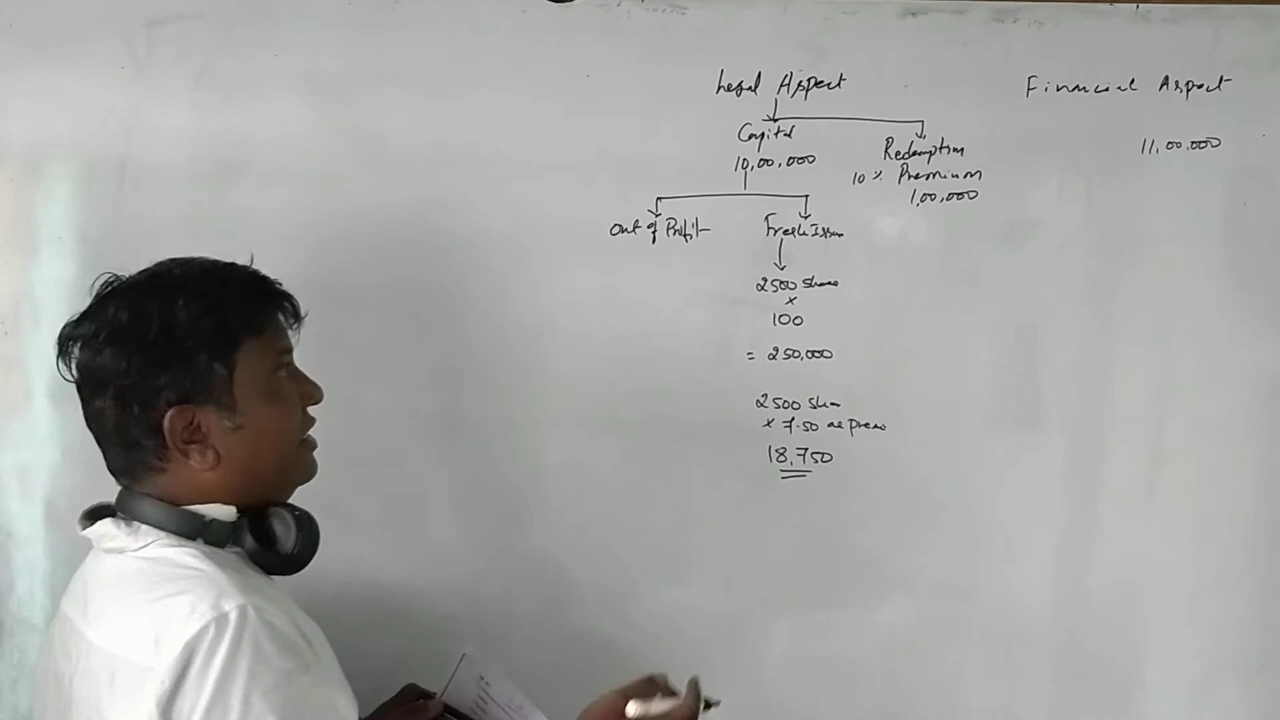 Legal Aspect
Financial Aspect
Capital
10,00,000
Redemption
10% Premium
1,00,000
11,00,000
Out of Profit
Fresh Issue
2500 Shares
×
100
= 250,000
2500 Sha
× 7.50 as prem
18,750